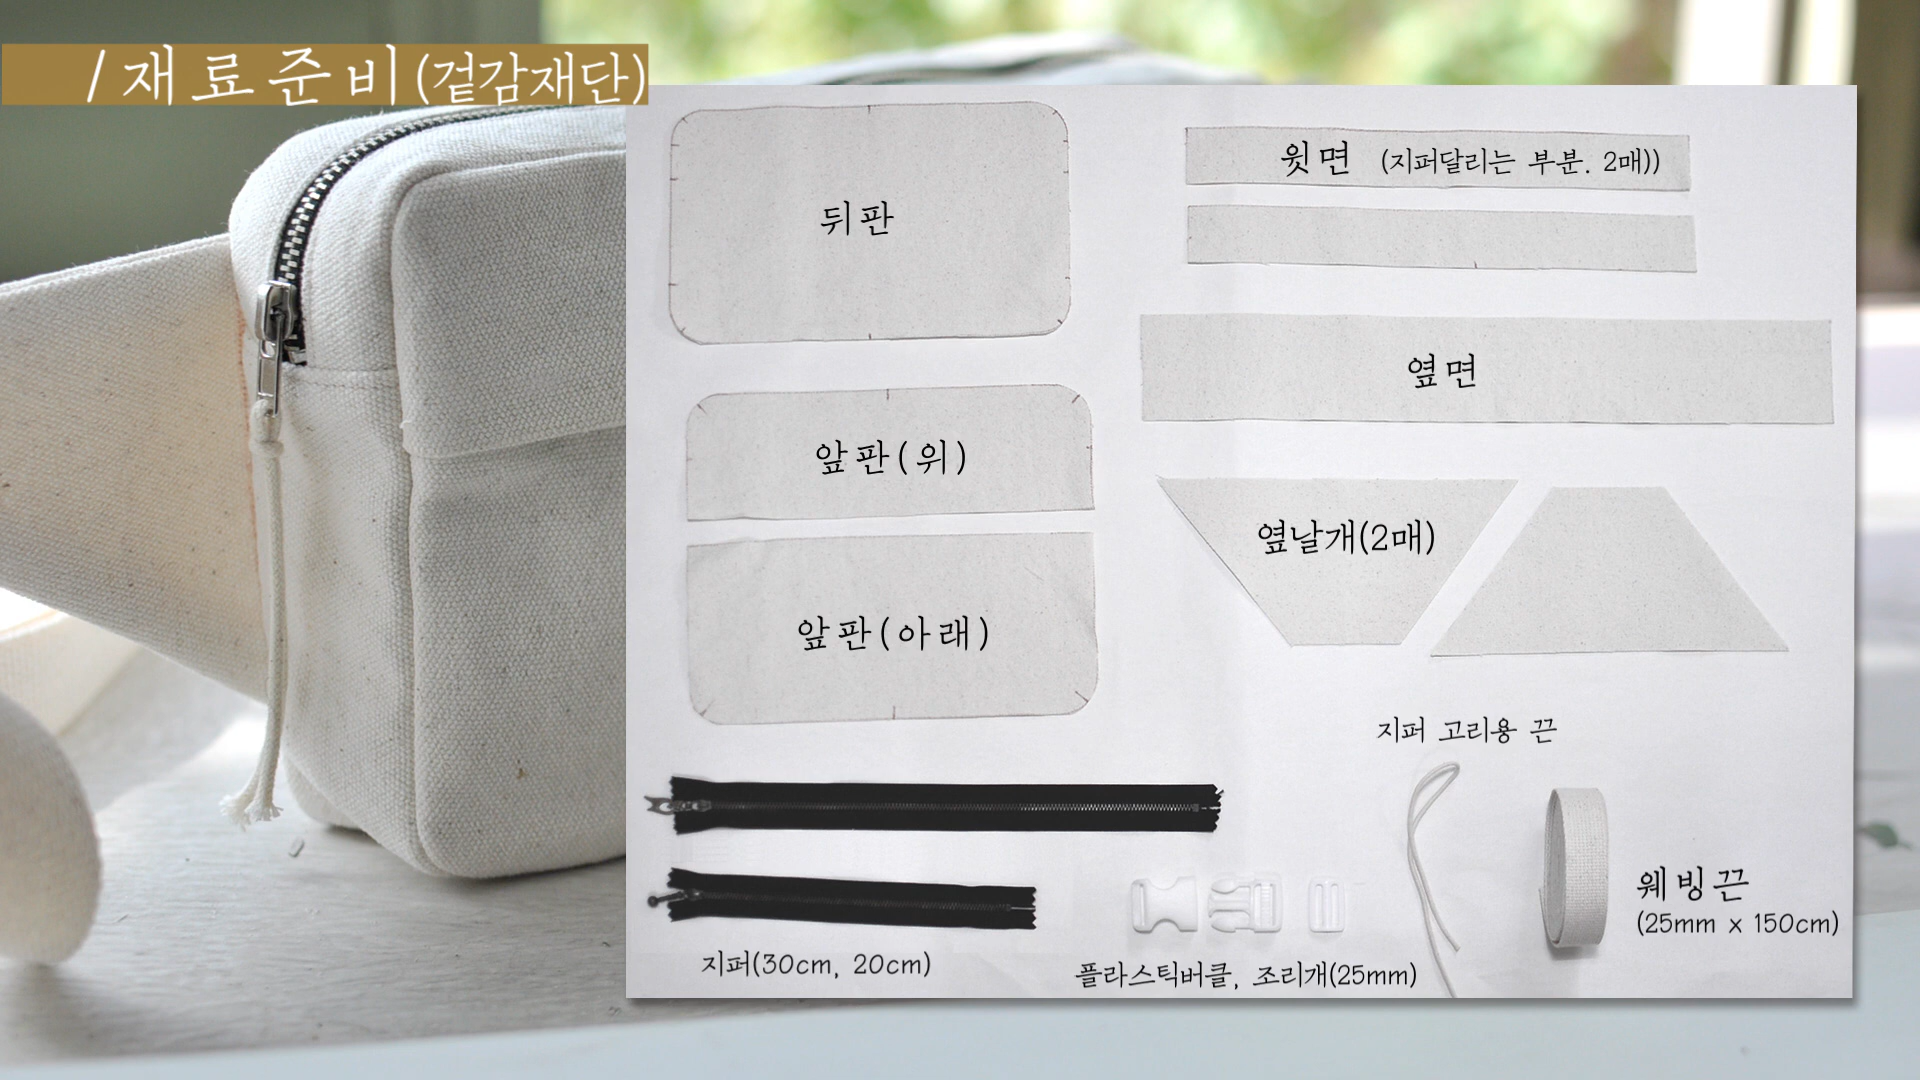 /재료준비(겉감재단)
뒤판
윗면 (지퍼달리는 부분. 2매))
옆면
앞판(위)
옆날개(2매)
앞판(아래)
지퍼 고리용 끈
웨빙끈
(25mm x 150cm)
지퍼(30cm, 20cm)
플라스틱버클, 조리개(25mm)